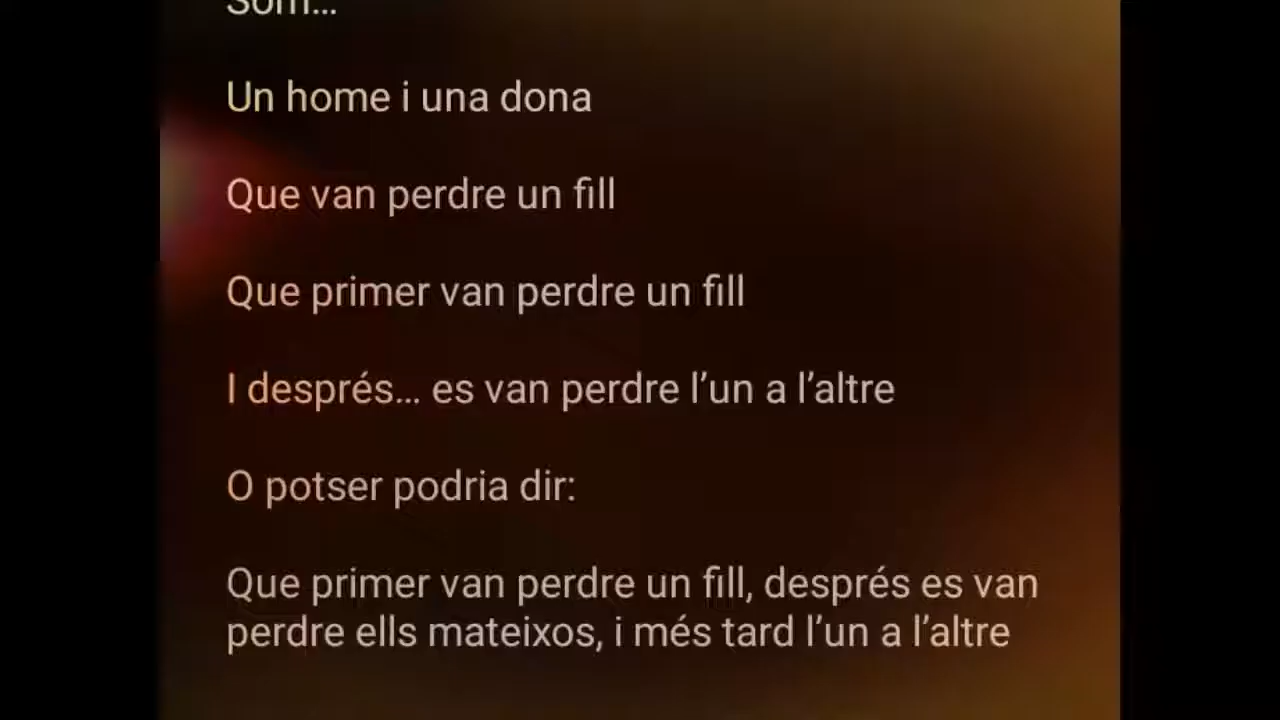 Som...
Un home i una dona
Que van perdre un fill
Que primer van perdre un fill
I després... es van perdre l’un a l’altre
O potser podria dir:
Que primer van perdre un fill, després es van
perdre ells mateixos, i més tard l’un a l’altre